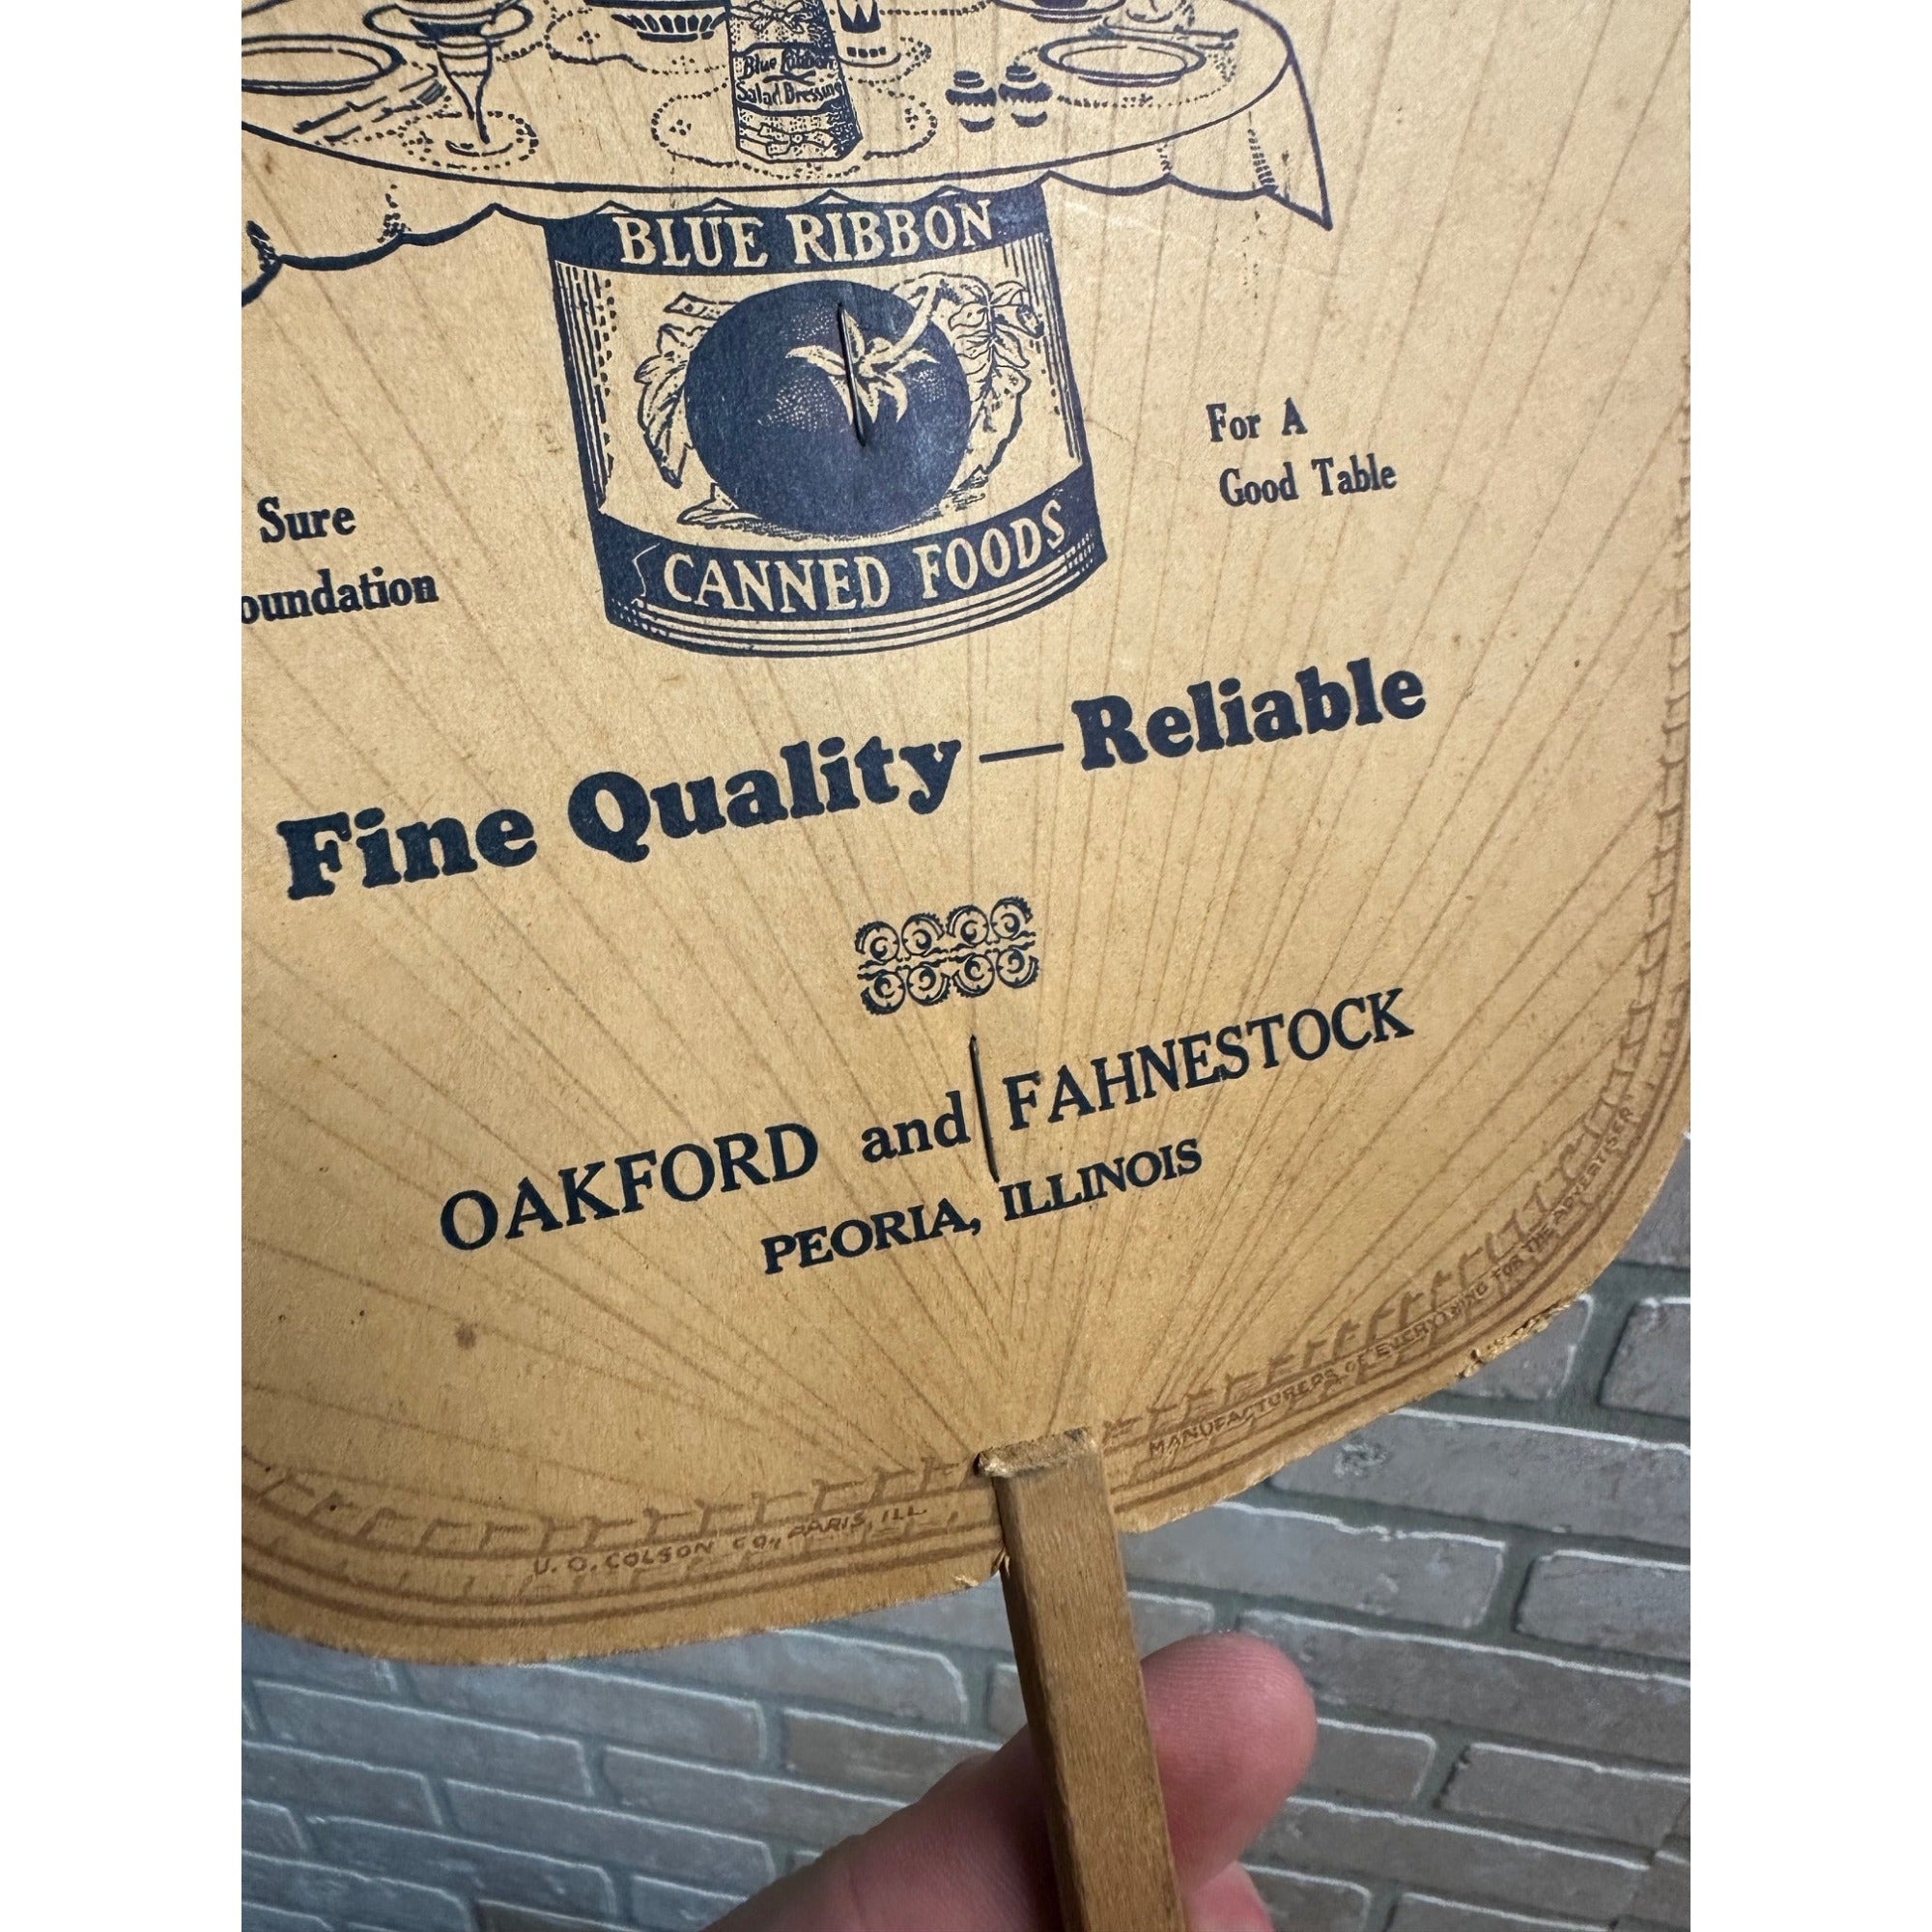 Blue Ribbon
Salad Dressing
BLUE RIBBON
CANNED FOODS
Sure
oundation
For A
Good Table
Fine Quality—Reliable
OAKFORD and FAHNESTOCK
PEORIA, ILLINOIS
U. O. COLSON CO., PARIS, ILL.
MANUFACTURERS OF EVERYTHING FOR THE ADVERTISER